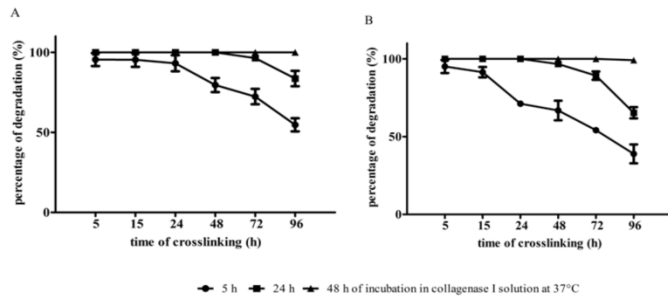 A
B
percentage of degradation (%)
100
50
0
5 15 24 48 72 96
time of crosslinking (h)
percentage of degradation (%)
100
50
0
5 15 24 48 72 96
time of crosslinking (h)
5 h 24 h 48 h of incubation in collagenase I solution at 37°C